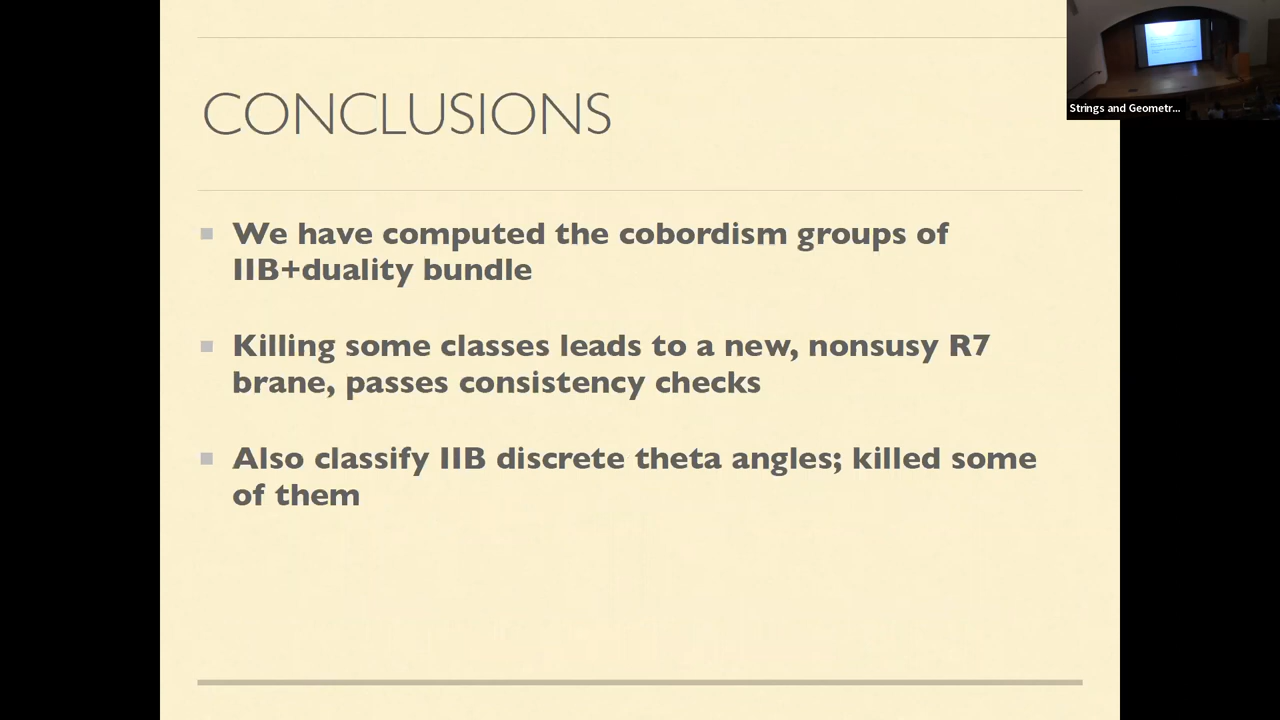 Strings and Geometr...
CONCLUSIONS
We have computed the cobordism groups of
IIB+duality bundle
Killing some classes leads to a new, nonsusy R7
brane, passes consistency checks
Also classify IIB discrete theta angles; killed some
of them